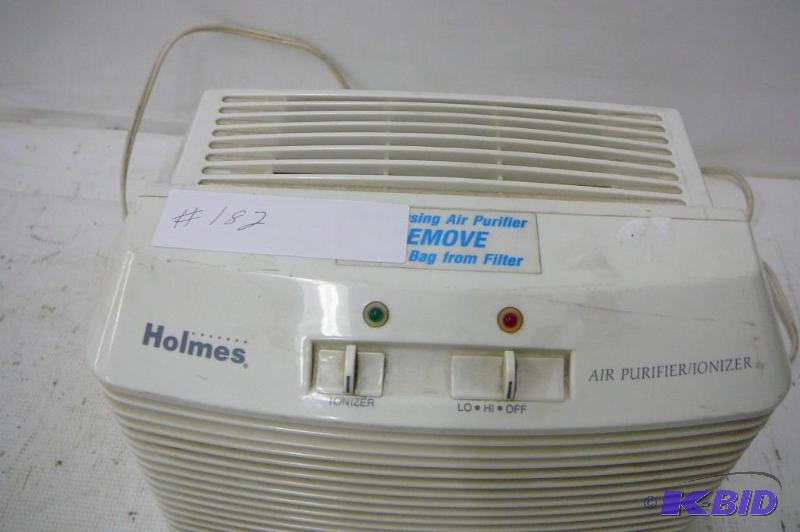 #182
sing Air Purifier
EMOVE
Bag from Filter
Holmes
AIR PURIFIER/IONIZER
IONIZER
LO • HI • OFF
© K-BID